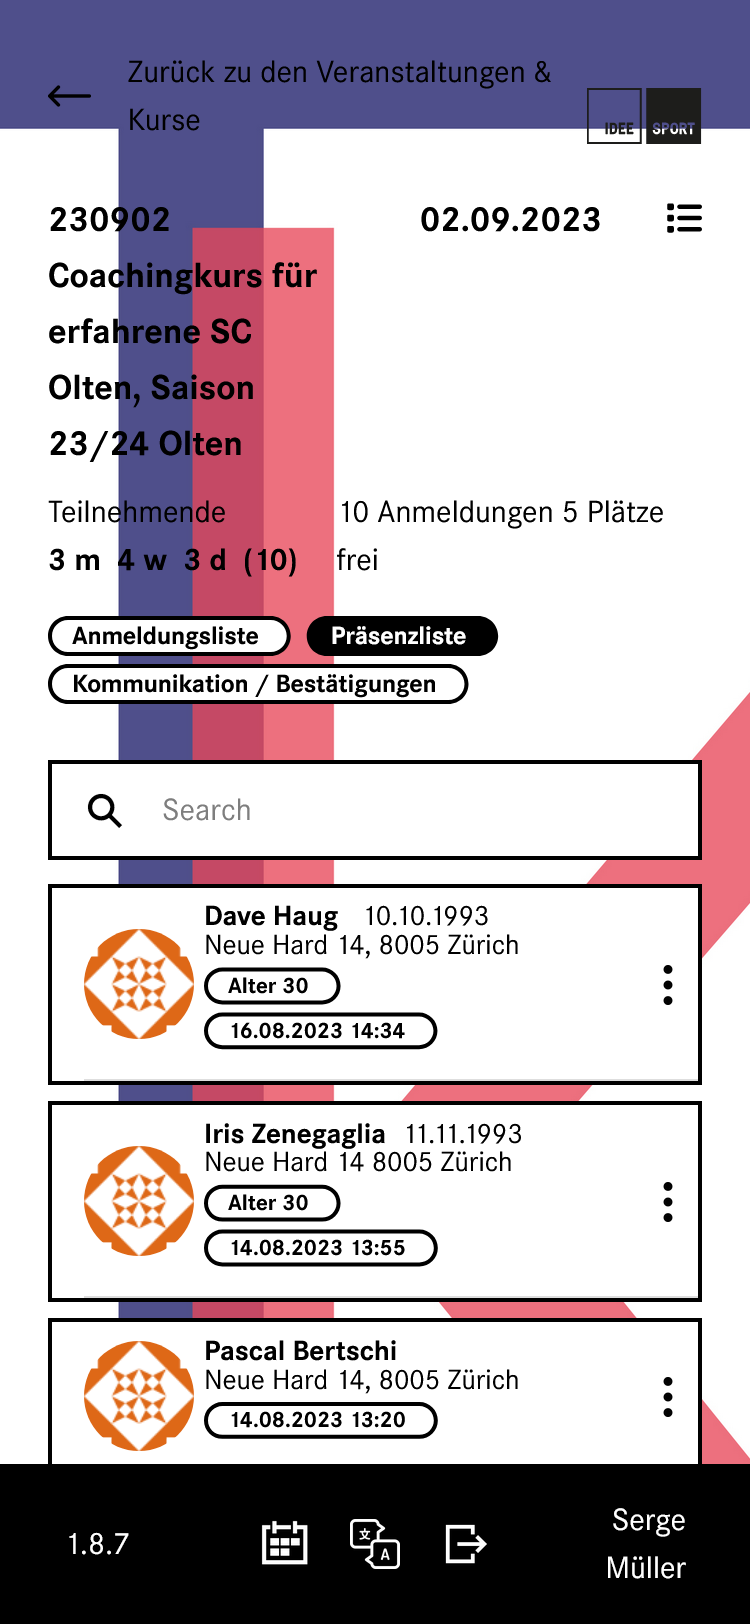 Zurück zu den Veranstaltungen &
Kurse
IDEE SPORT
230902 02.09.2023
Coachingkurs für
erfahrene SC
Olten, Saison
23/24 Olten
Teilnehmende 10 Anmeldungen 5 Plätze
3 m 4 w 3 d (10) frei
Anmeldungsliste Präsenzliste
Kommunikation / Bestätigungen
Search
Dave Haug 10.10.1993
Neue Hard 14, 8005 Zürich
Alter 30
16.08.2023 14:34
Iris Zenegaglia 11.11.1993
Neue Hard 14 8005 Zürich
Alter 30
14.08.2023 13:55
Pascal Bertschi
Neue Hard 14, 8005 Zürich
14.08.2023 13:20
1.8.7 文 A Serge
Müller